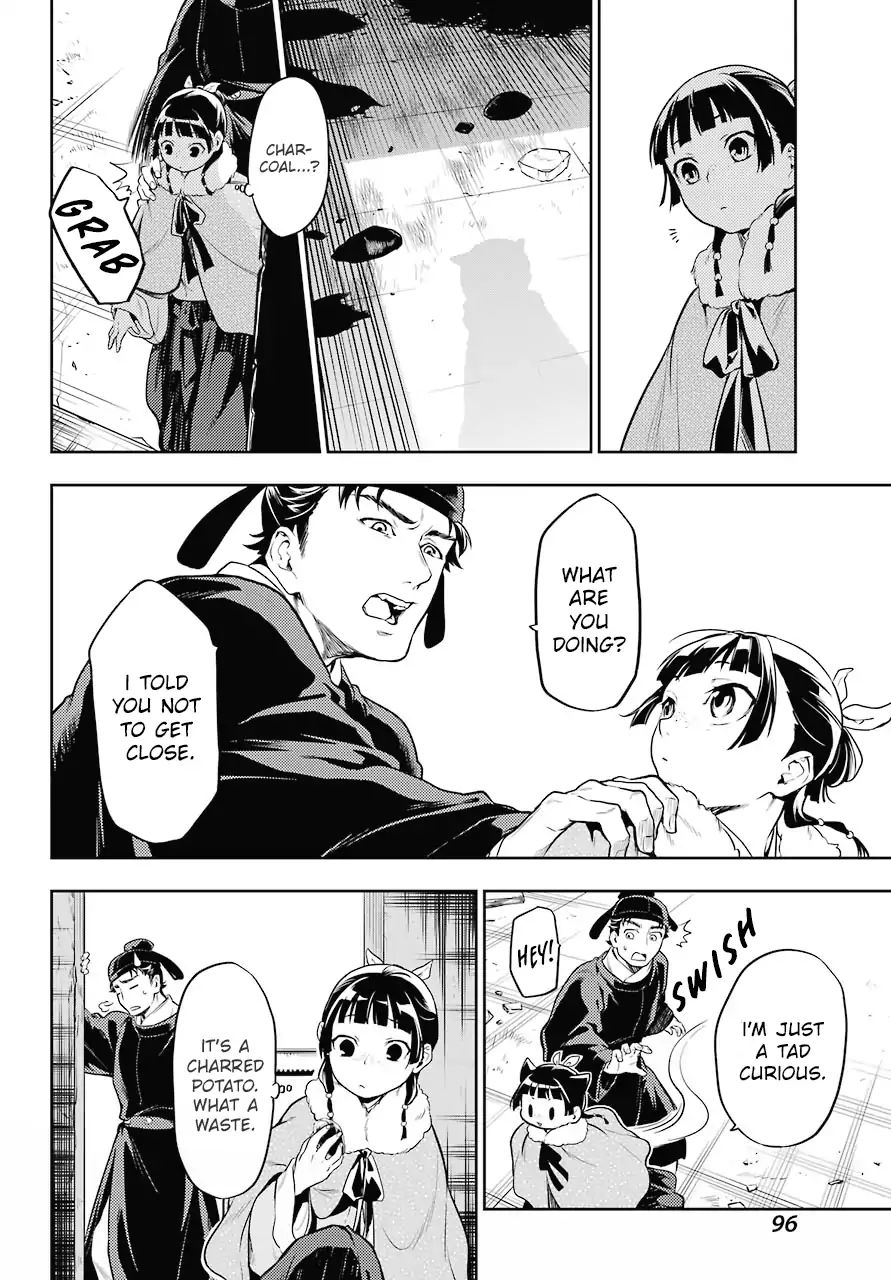 CHAR-
COAL...?
GRAB
WHAT
ARE
YOU
DOING?
I TOLD
YOU NOT
TO GET
CLOSE.
I'M JUST
A TAD
CURIOUS.
SWISH
HEY!
IT'S A
CHARRED
POTATO.
WHAT A
WASTE.
96